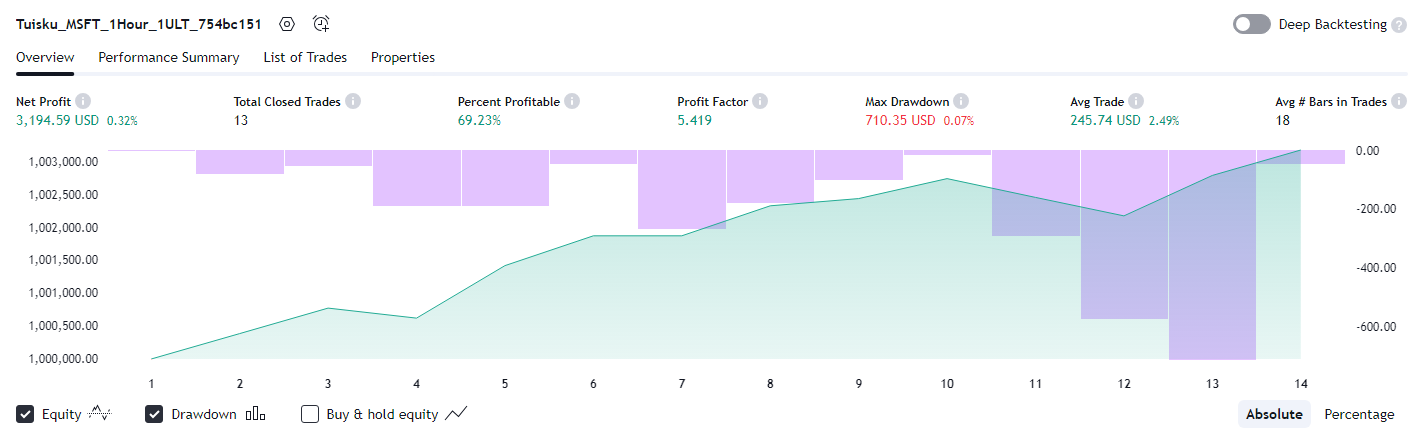 Tuisku_MSFT_1Hour_1ULT_754bc151 Deep Backtesting ?
Overview Performance Summary List of Trades Properties
Net Profit i Total Closed Trades i Percent Profitable i Profit Factor i Max Drawdown i Avg Trade i Avg # Bars in Trades i
3,194.59 USD 0.32% 13 69.23% 5.419 710.35 USD 0.07% 245.74 USD 2.49% 18
1,003,000.00 0.00
1,002,500.00
1,002,000.00 -200.00
1,001,500.00 -400.00
1,001,000.00
1,000,500.00 -600.00
1,000,000.00
1 2 3 4 5 6 7 8 9 10 11 12 13 14
Equity Drawdown Buy & hold equity Absolute Percentage